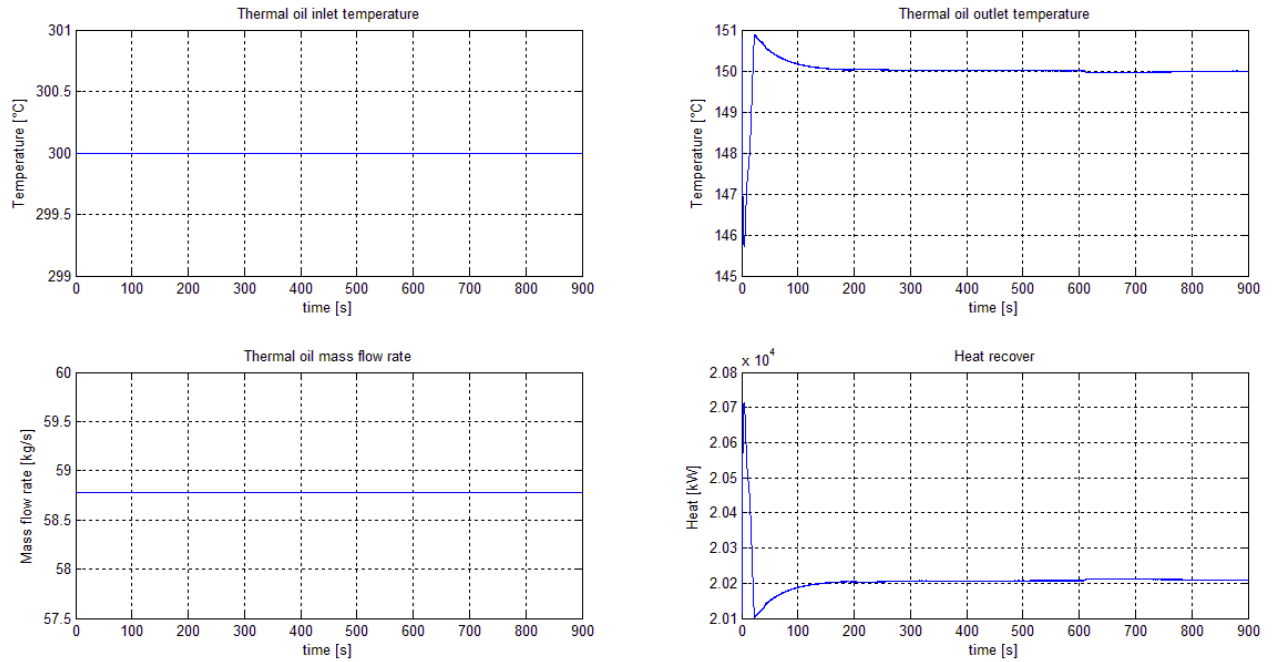 Thermal oil inlet temperature
301
300.5
300
299.5
299
Temperature [°C]
0 100 200 300 400 500 600 700 800 900
time [s]
Thermal oil outlet temperature
151
150
149
148
147
146
145
Temperature [°C]
0 100 200 300 400 500 600 700 800 900
time [s]
Thermal oil mass flow rate
60
59.5
59
58.5
58
57.5
Mass flow rate [kg/s]
0 100 200 300 400 500 600 700 800 900
time [s]
Heat recover
x 10⁴
2.08
2.07
2.06
2.05
2.04
2.03
2.02
2.01
Heat [kW]
0 100 200 300 400 500 600 700 800 900
time [s]